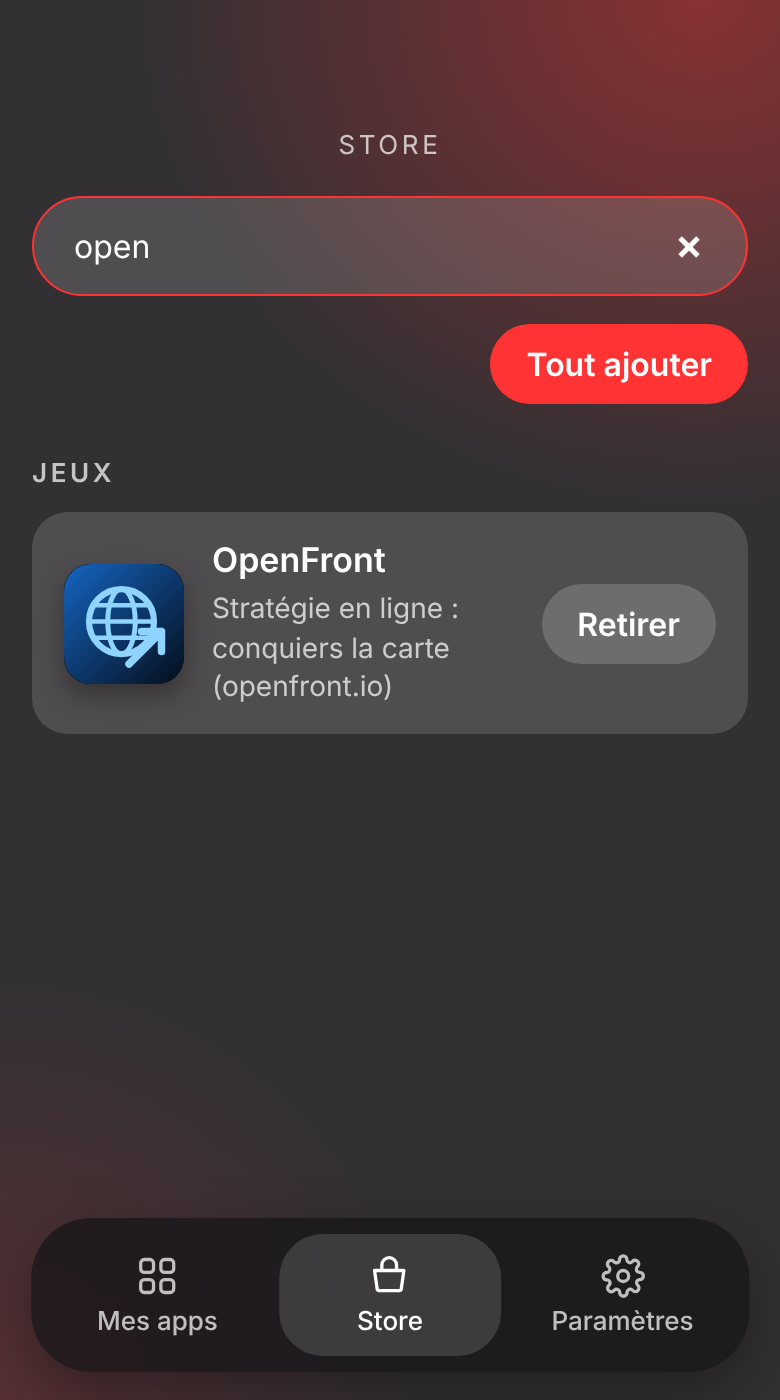 STORE
open
Tout ajouter
JEUX
OpenFront
Stratégie en ligne :
conquiers la carte
(openfront.io)
Retirer
Mes apps
Store
Paramètres